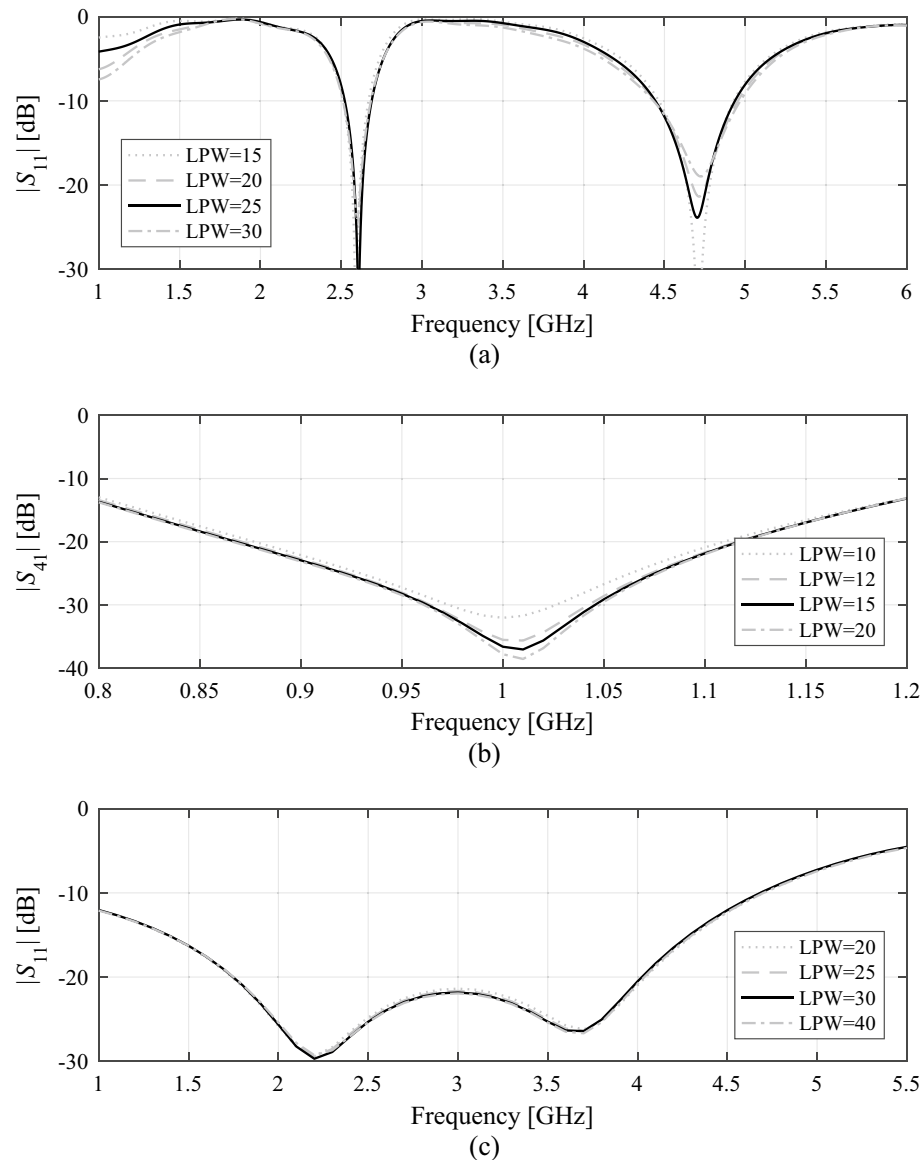 0
-10
-20
-30
|S11| [dB]
LPW=15
LPW=20
LPW=25
LPW=30
1 1.5 2 2.5 3 3.5 4 4.5 5 5.5 6
Frequency [GHz]
(a)
0
-10
-20
-30
-40
|S41| [dB]
LPW=10
LPW=12
LPW=15
LPW=20
0.8 0.85 0.9 0.95 1 1.05 1.1 1.15 1.2
Frequency [GHz]
(b)
0
-10
-20
-30
|S11| [dB]
LPW=20
LPW=25
LPW=30
LPW=40
1 1.5 2 2.5 3 3.5 4 4.5 5 5.5
Frequency [GHz]
(c)